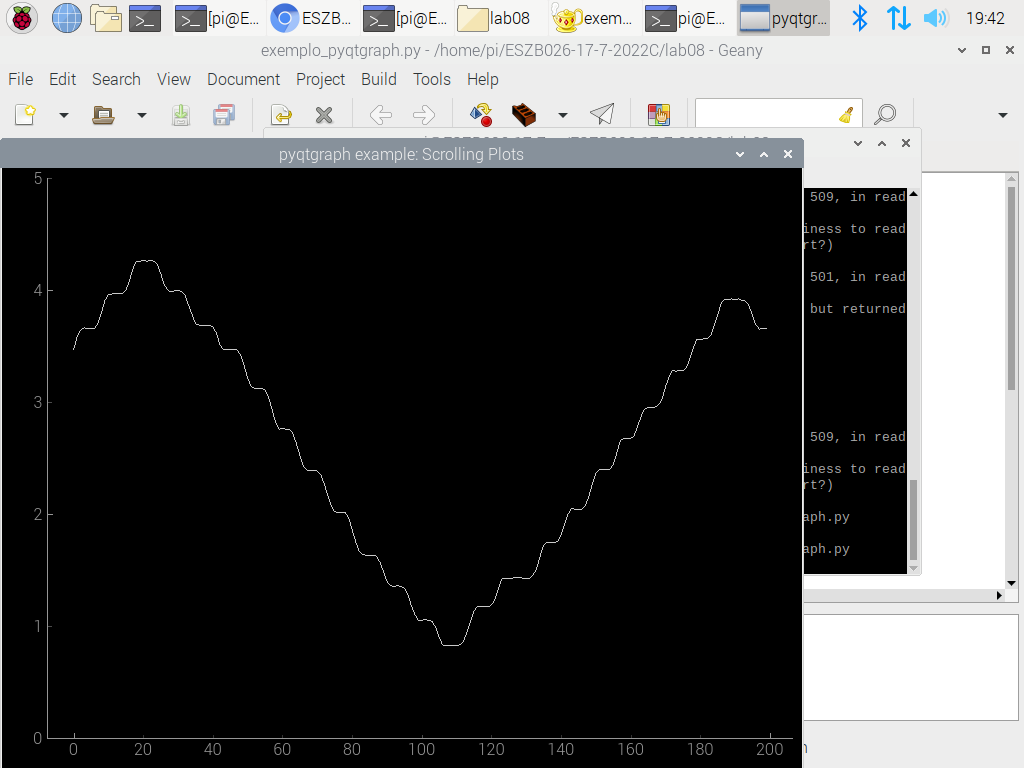 [pi@E... ESZB... [pi@E... lab08 exem... pi@E... pyqtgr... 19:42
exemplo_pyqtgraph.py - /home/pi/ESZB026-17-7-2022C/lab08 - Geany
File Edit Search View Document Project Build Tools Help
pyqtgraph example: Scrolling Plots
509, in read
iness to read
rt?)
501, in read
but returned
509, in read
iness to read
rt?)
aph.py
aph.py
5
4
3
2
1
0
0 20 40 60 80 100 120 140 160 180 200